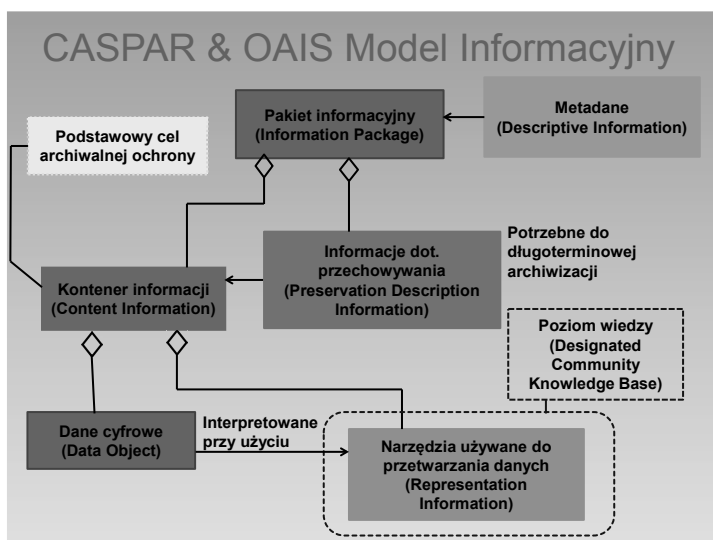 CASPAR & OAIS Model Informacyjny
Pakiet informacyjny
(Information Package)
Metadane
(Descriptive Information)
Podstawowy cel
archiwalnej ochrony
Potrzebne do
długoterminowej
archiwizacji
Informacje dot.
przechowywania
(Preservation Description
Information)
Kontener informacji
(Content Information)
Poziom wiedzy
(Designated
Community
Knowledge Base)
Dane cyfrowe
(Data Object)
Interpretowane
przy użyciu
Narzędzia używane do
przetwarzania danych
(Representation
Information)